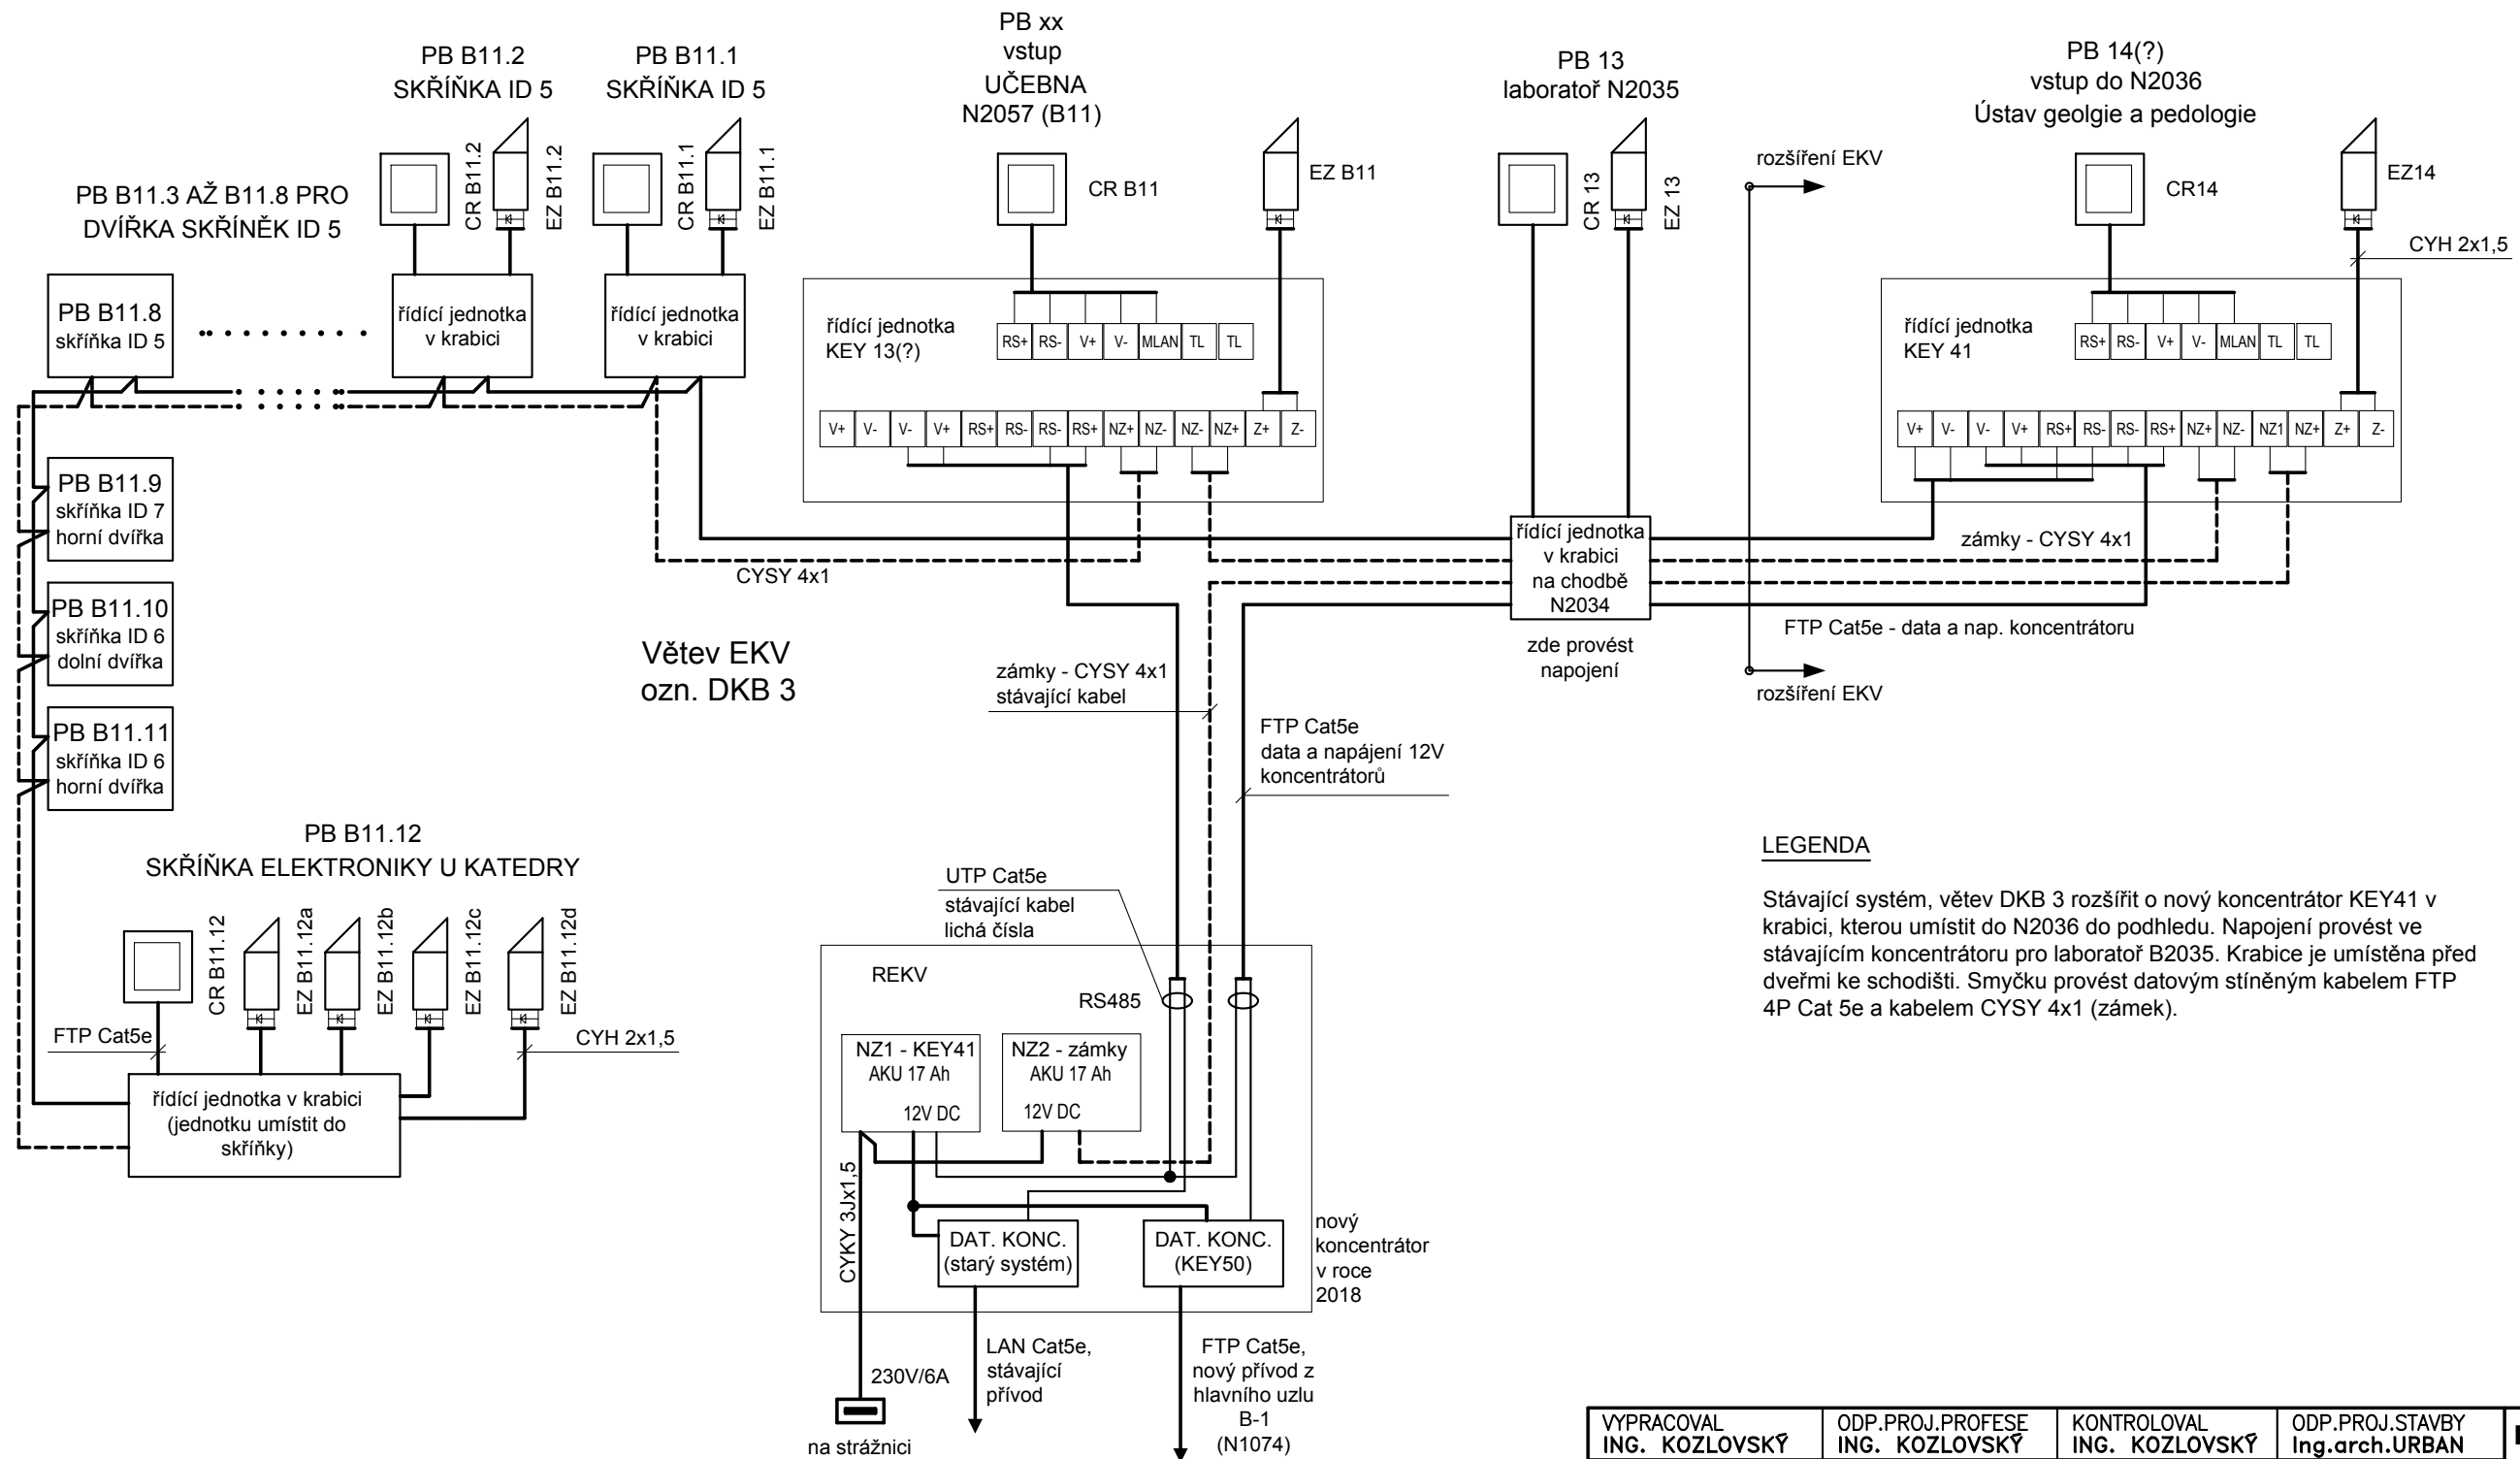 PB B11.2
SKŘÍŇKA ID 5
CR B11.2
EZ B11.2
PB B11.1
SKŘÍŇKA ID 5
CR B11.1
EZ B11.1
PB xx
vstup
UČEBNA
N2057 (B11)
CR B11
EZ B11
PB 13
laboratoř N2035
CR 13
EZ 13
rozšíření EKV
PB 14(?)
vstup do N2036
Ústav geolgie a pedologie
CR14
EZ14
CYH 2x1,5
PB B11.3 AŽ B11.8 PRO
DVÍŘKA SKŘÍNĚK ID 5
PB B11.8
skříňka ID 5
řídící jednotka
v krabici
řídící jednotka
v krabici
řídící jednotka
KEY 13(?)
RS+ RS- V+ V- MLAN TL TL
V+ V- V- V+ RS+ RS- RS- RS+ NZ+ NZ- NZ- NZ+ Z+ Z-
řídící jednotka
KEY 41
RS+ RS- V+ V- MLAN TL TL
V+ V- V- V+ RS+ RS- RS- RS+ NZ+ NZ- NZ1 NZ+ Z+ Z-
PB B11.9
skříňka ID 7
horní dvířka
PB B11.10
skříňka ID 6
dolní dvířka
PB B11.11
skříňka ID 6
horní dvířka
CYSY 4x1
řídící jednotka
v krabici
na chodbě
N2034
zde provést
napojení
zámky - CYSY 4x1
FTP Cat5e - data a nap. koncentrátoru
rozšíření EKV
Větev EKV
ozn. DKB 3
zámky - CYSY 4x1
stávající kabel
FTP Cat5e
data a napájení 12V
koncentrátorů
PB B11.12
SKŘÍŇKA ELEKTRONIKY U KATEDRY
CR B11.12
EZ B11.12a
EZ B11.12b
EZ B11.12c
EZ B11.12d
FTP Cat5e
CYH 2x1,5
řídící jednotka v krabici
(jednotku umístit do
skříňky)
UTP Cat5e
stávající kabel
lichá čísla
REKV
RS485
NZ1 - KEY41
AKU 17 Ah
12V DC
NZ2 - zámky
AKU 17 Ah
12V DC
CYKY 3Jx1,5
DAT. KONC.
(starý systém)
DAT. KONC.
(KEY50)
nový
koncentrátor
v roce
2018
230V/6A
na strážnici
LAN Cat5e,
stávající
přívod
FTP Cat5e,
nový přívod z
hlavního uzlu
B-1
(N1074)
LEGENDA
Stávající systém, větev DKB 3 rozšířit o nový koncentrátor KEY41 v
krabici, kterou umístit do N2036 do podhledu. Napojení provést ve
stávajícím koncentrátoru pro laboratoř B2035. Krabice je umístěna před
dveřmi ke schodišti. Smyčku provést datovým stíněným kabelem FTP
4P Cat 5e a kabelem CYSY 4x1 (zámek).
VYPRACOVAL
ING. KOZLOVSKÝ
ODP.PROJ.PROFESE
ING. KOZLOVSKÝ
KONTROLOVAL
ING. KOZLOVSKÝ
ODP.PROJ.STAVBY
Ing.arch.URBAN